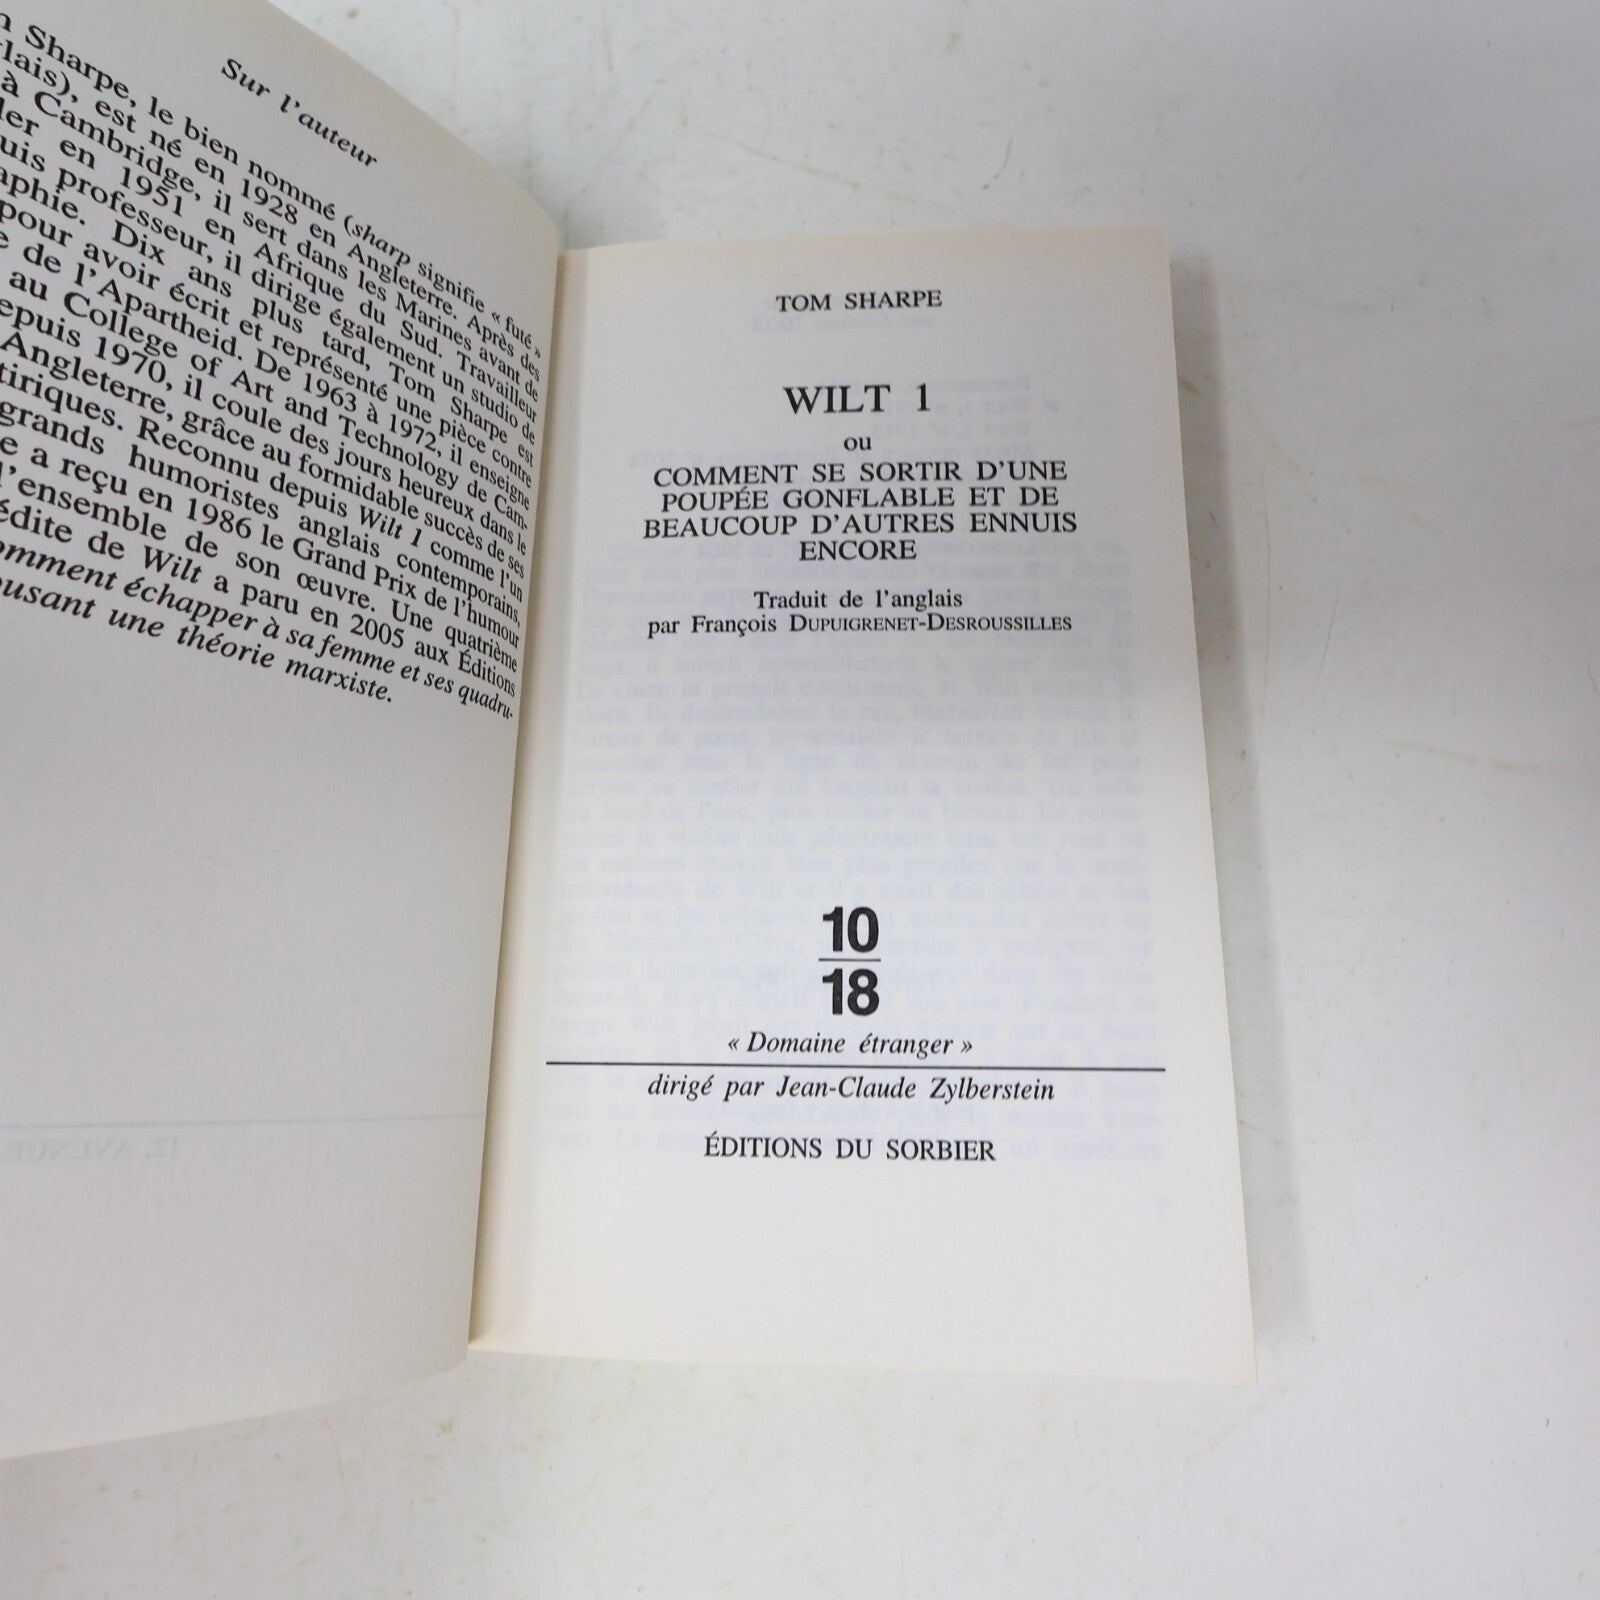 Sur l'auteur
Sharpe, le bien nommé (sharp signifie « futé »
est né en 1928 en Angleterre. Après des
à Cambridge, il sert dans les Marines avant de
en 1951 en Afrique du Sud. Travailleur
professeur, il dirige également un studio de
Dix ans plus tard, Tom Sharpe est
pour avoir écrit et représenté une pièce contre
de l'Apartheid. De 1963 à 1972, il enseigne
au College of Art and Technology de Cam-
1970, il coule des jours heureux dans le
Angleterre, grâce au formidable succès de ses
Reconnu depuis Wilt 1 comme l'un
grands humoristes anglais contemporains,
a reçu en 1986 le Grand Prix de l'humour
l'ensemble de son œuvre. Une quatrième
de Wilt a paru en 2005 aux Éditions
échapper à sa femme et ses quadru-
une théorie marxiste.
TOM SHARPE
WILT 1
ou
COMMENT SE SORTIR D'UNE
POUPÉE GONFLABLE ET DE
BEAUCOUP D'AUTRES ENNUIS
ENCORE
Traduit de l'anglais
par François DUPUIGRENET-DESROUSSILLES
10
18
« Domaine étranger »
dirigé par Jean-Claude Zylberstein
ÉDITIONS DU SORBIER